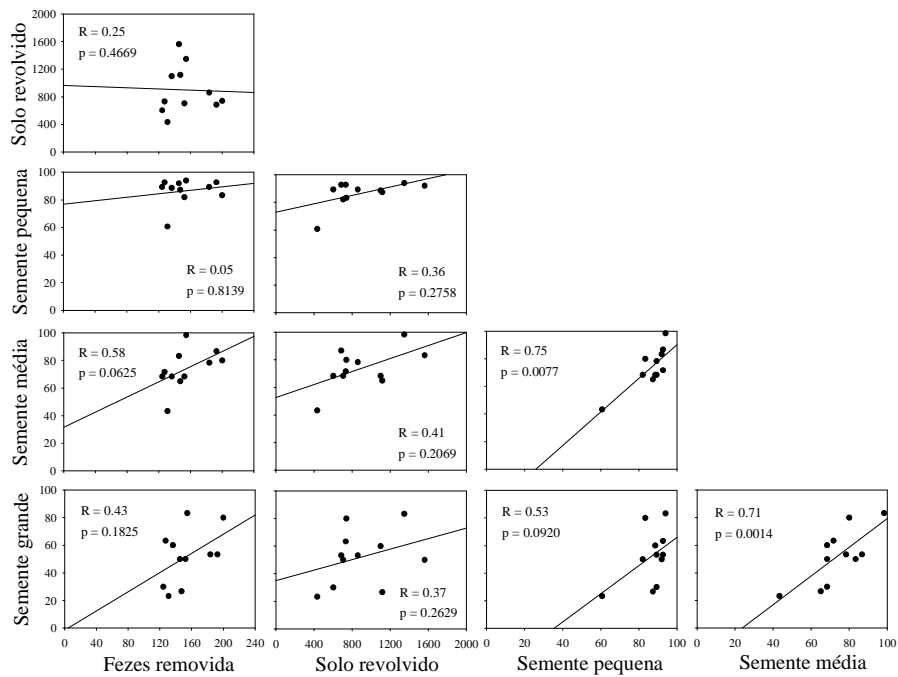 2000
1600
1200
800
400
0
Solo revolvido
R = 0.25
p = 0.4669
100
80
60
40
20
0
Semente pequena
R = 0.05
p = 0.8139
R = 0.36
p = 0.2758
100
80
60
40
20
0
Semente média
R = 0.58
p = 0.0625
R = 0.41
p = 0.2069
R = 0.75
p = 0.0077
100
80
60
40
20
0
Semente grande
R = 0.43
p = 0.1825
R = 0.37
p = 0.2629
R = 0.53
p = 0.0920
R = 0.71
p = 0.0014
0 40 80 120 160 200 240
0 400 800 1200 1600 2000
0 20 40 60 80 100
0 20 40 60 80 100
Fezes removida
Solo revolvido
Semente pequena
Semente média